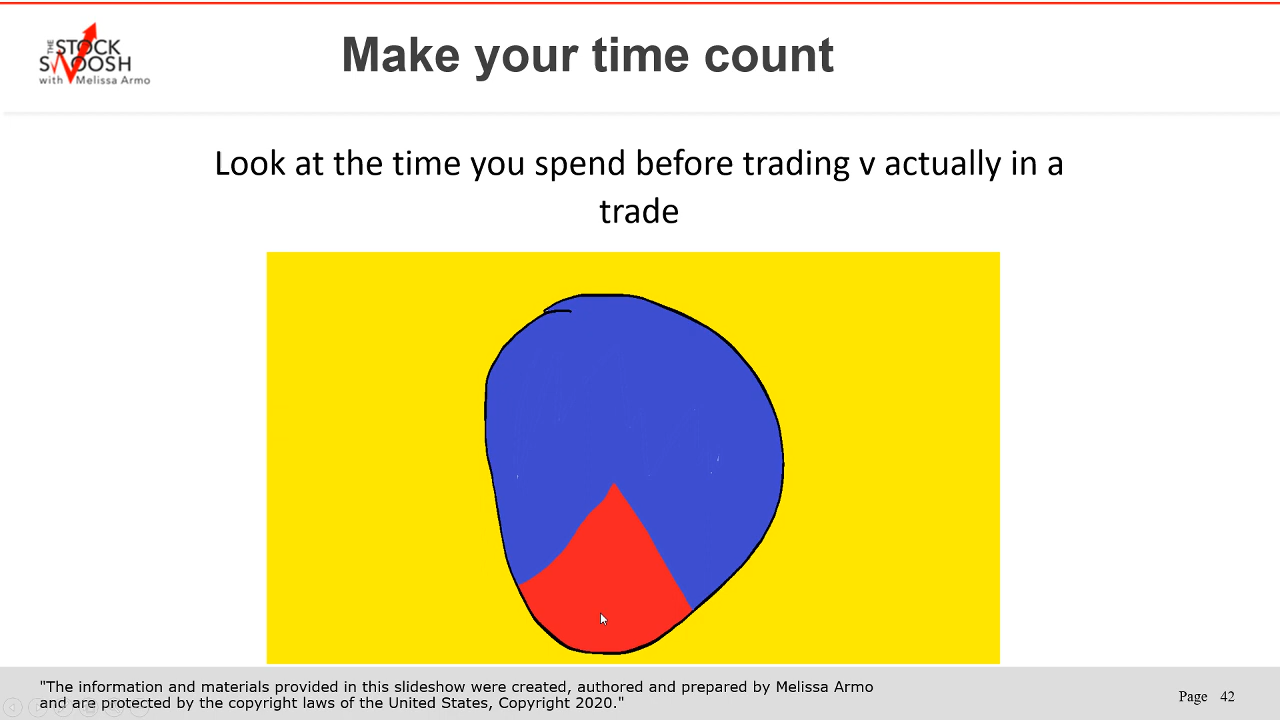 THE
STOCK
SWOOSH
with Melissa Armo
Make your time count
Look at the time you spend before trading v actually in a
trade
"The information and materials provided in this slideshow were created, authored and prepared by Melissa Armo
and are protected by the copyright laws of the United States, Copyright 2020."
Page 42